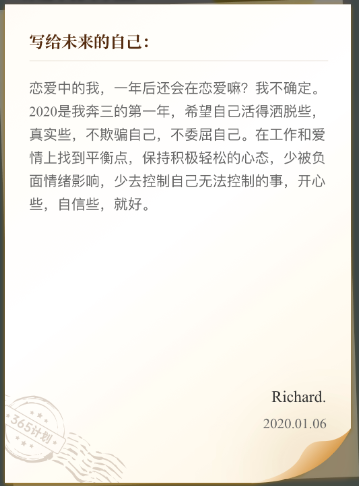 写给未来的自己：
恋爱中的我，一年后还会在恋爱嘛？我不确定。
2020是我奔三的第一年，希望自己活得洒脱些，
真实些，不欺骗自己，不委屈自己。在工作和爱
情上找到平衡点，保持积极轻松的心态，少被负
面情绪影响，少去控制自己无法控制的事，开心
些，自信些，就好。
Richard.
365计划
2020.01.06